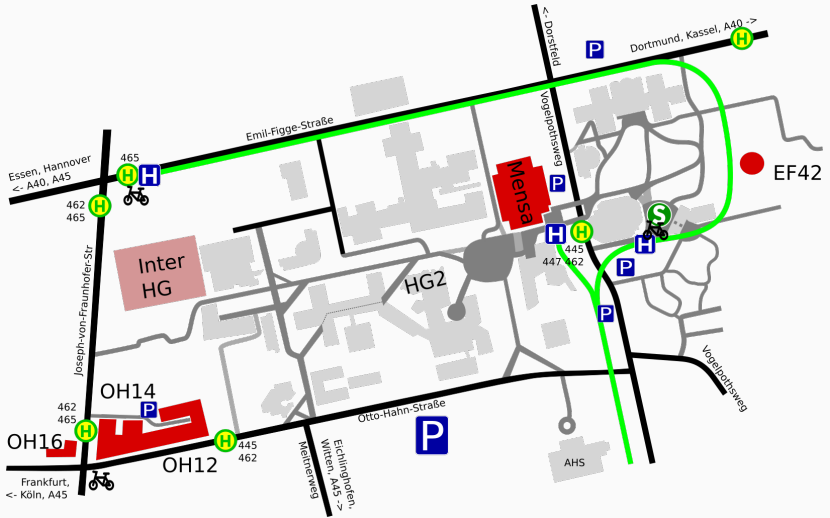 <- Dorstfeld
Dortmund, Kassel, A40 ->
H
P
Vogelpothsweg
Emil-Figge-Straße
465
Essen, Hannover
<- A40, A45
H
H
EF42
Mensa
P
462
465
H
S
H
H
445
447 462
H
P
Inter
HG
HG2
P
Joseph-von-Fraunhofer-Str
Vogelpothsweg
OH14
462
465
P
Otto-Hahn-Straße
H
OH16
P
H
445
462
OH12
Meitnerweg
Eichlinghofen,
Witten, A45 ->
AHS
Frankfurt,
<- Köln, A45